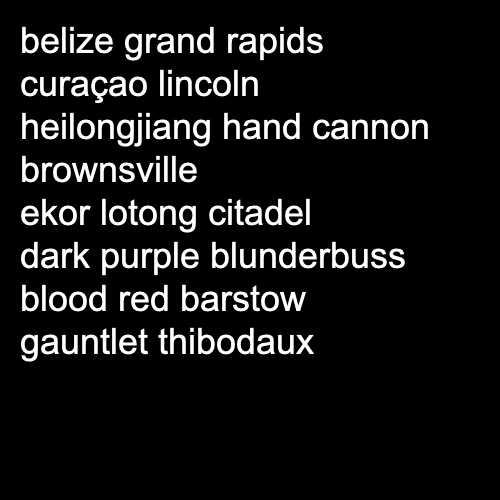 belize grand rapids
curaçao lincoln
heilongjiang hand cannon
brownsville
ekor lotong citadel
dark purple blunderbuss
blood red barstow
gauntlet thibodaux